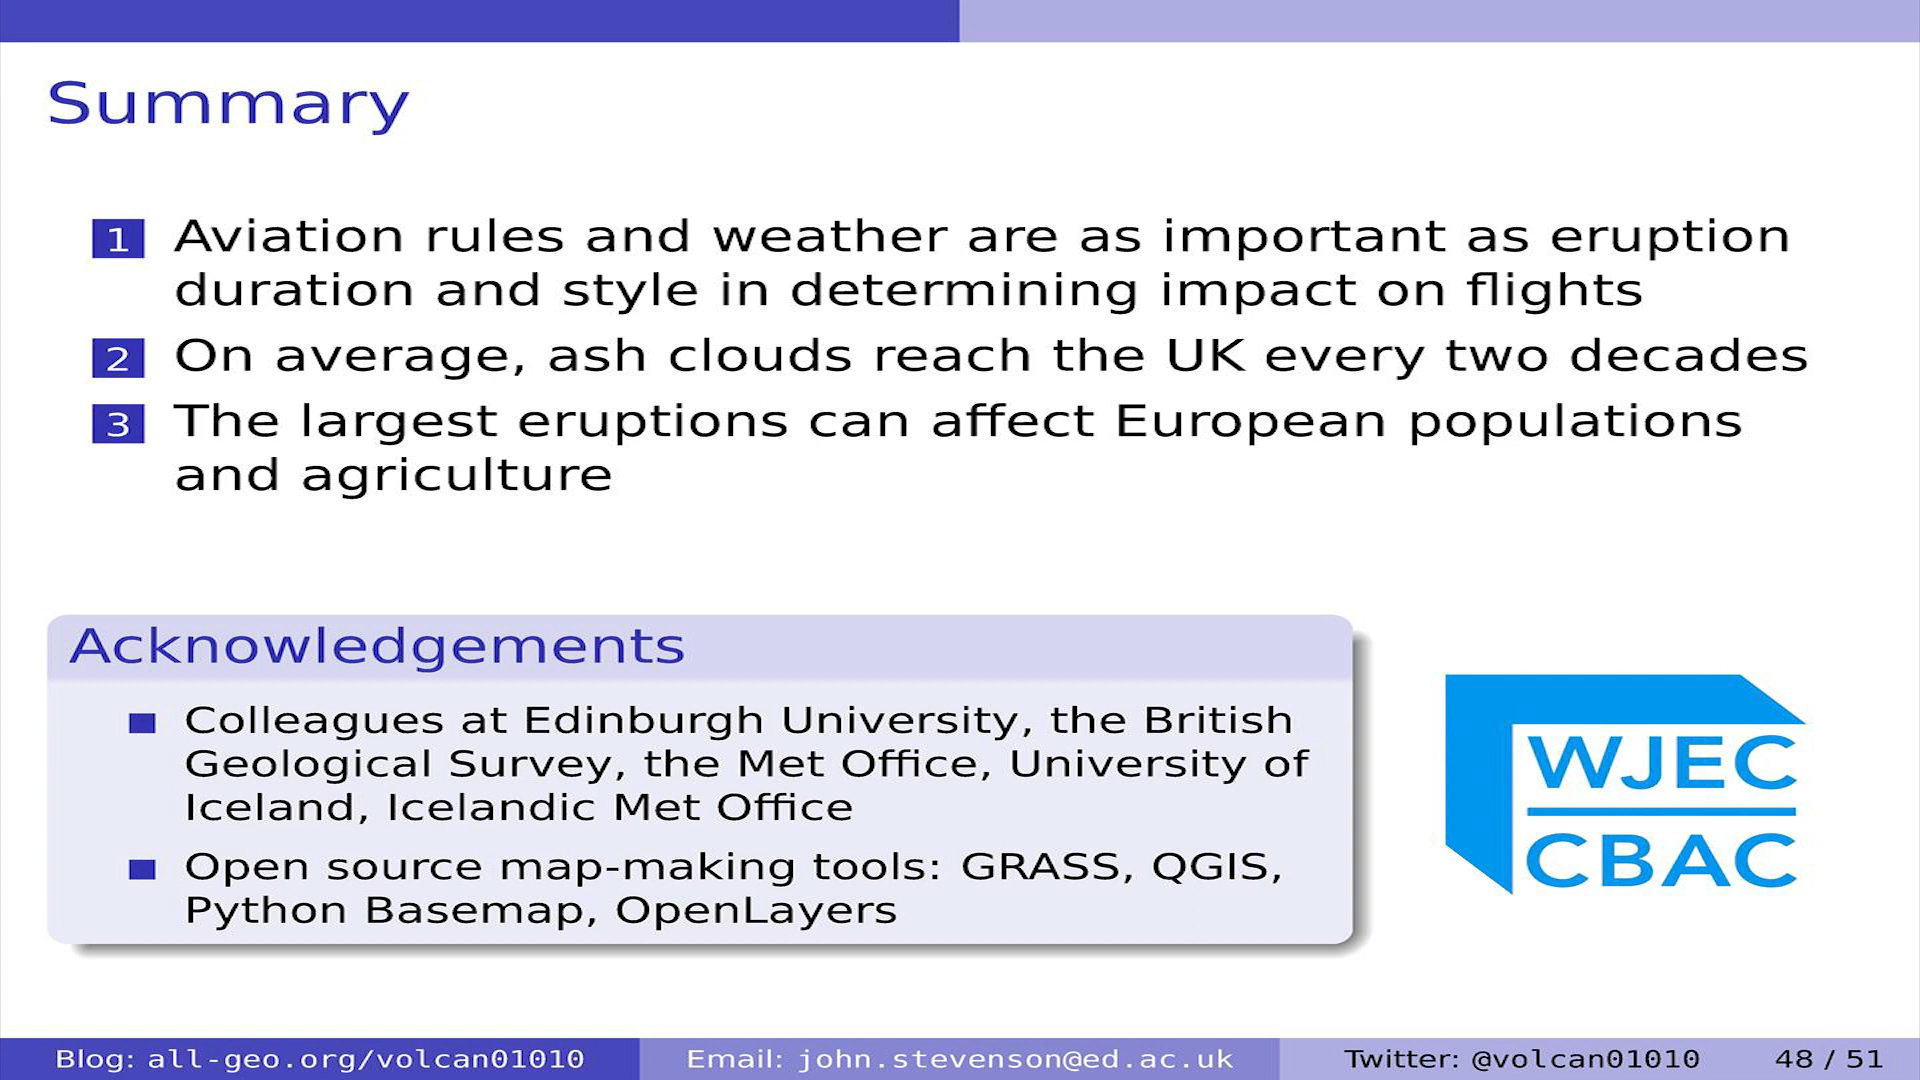 Summary
1 Aviation rules and weather are as important as eruption
duration and style in determining impact on flights
2 On average, ash clouds reach the UK every two decades
3 The largest eruptions can affect European populations
and agriculture
Acknowledgements
Colleagues at Edinburgh University, the British
Geological Survey, the Met Office, University of
Iceland, Icelandic Met Office
Open source map-making tools: GRASS, QGIS,
Python Basemap, OpenLayers
WJEC
CBAC
Blog: all-geo.org/volcan01010 Email: john.stevenson@ed.ac.uk Twitter: @volcan01010 48 / 51